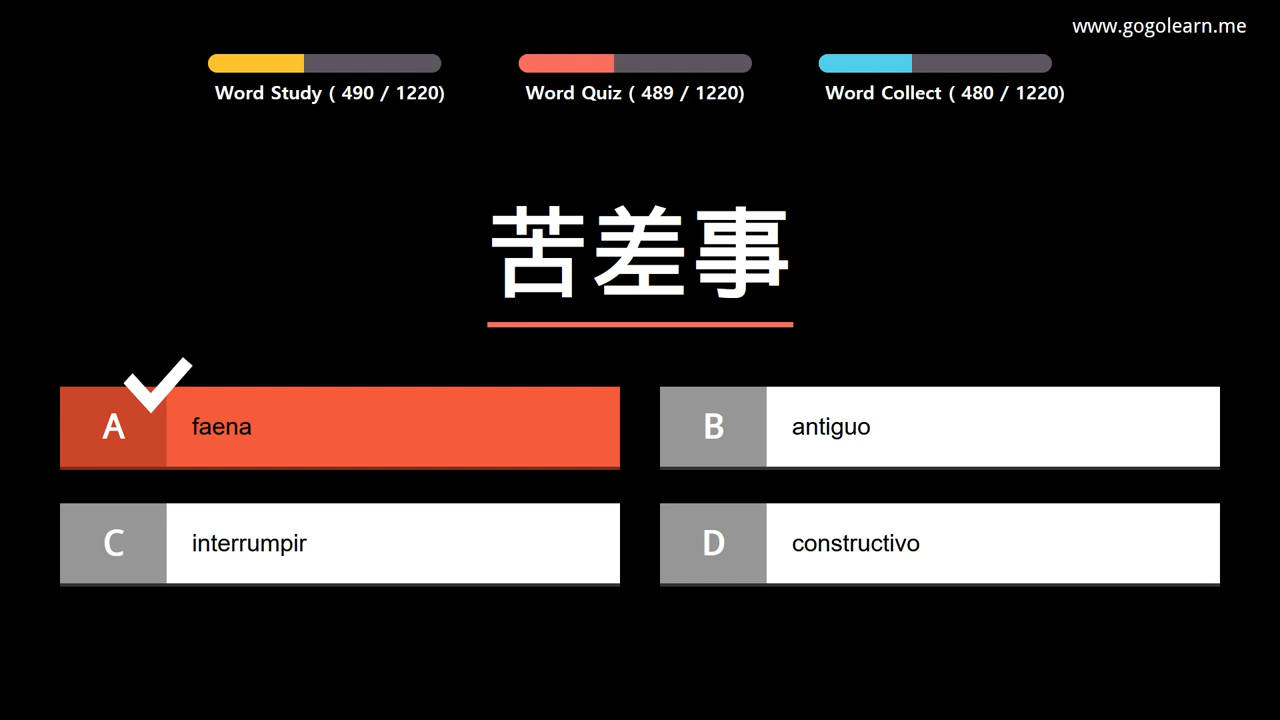 www.gogolearn.me
Word Study ( 490 / 1220)
Word Quiz ( 489 / 1220)
Word Collect ( 480 / 1220)
苦差事
A faena
B antiguo
C interrumpir
D constructivo